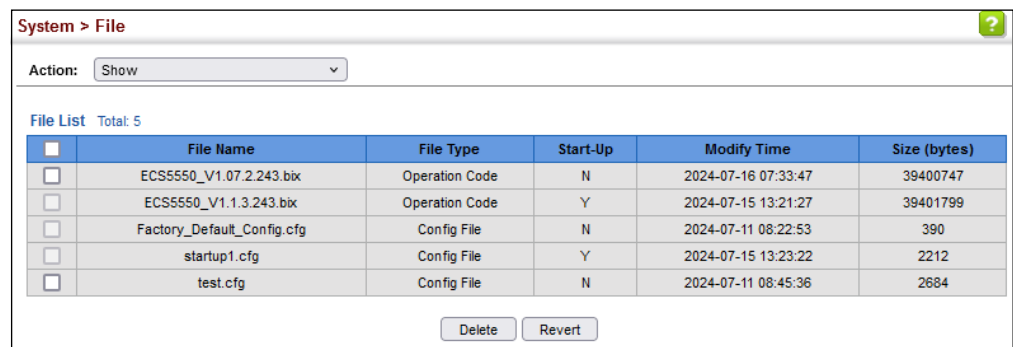 System > File
?
Action: Show
File List Total: 5
File Name File Type Start-Up Modify Time Size (bytes)
ECS5550_V1.07.2.243.bix Operation Code N 2024-07-16 07:33:47 39400747
ECS5550_V1.1.3.243.bix Operation Code Y 2024-07-15 13:21:27 39401799
Factory_Default_Config.cfg Config File N 2024-07-11 08:22:53 390
startup1.cfg Config File Y 2024-07-15 13:23:22 2212
test.cfg Config File N 2024-07-11 08:45:36 2684
Delete Revert